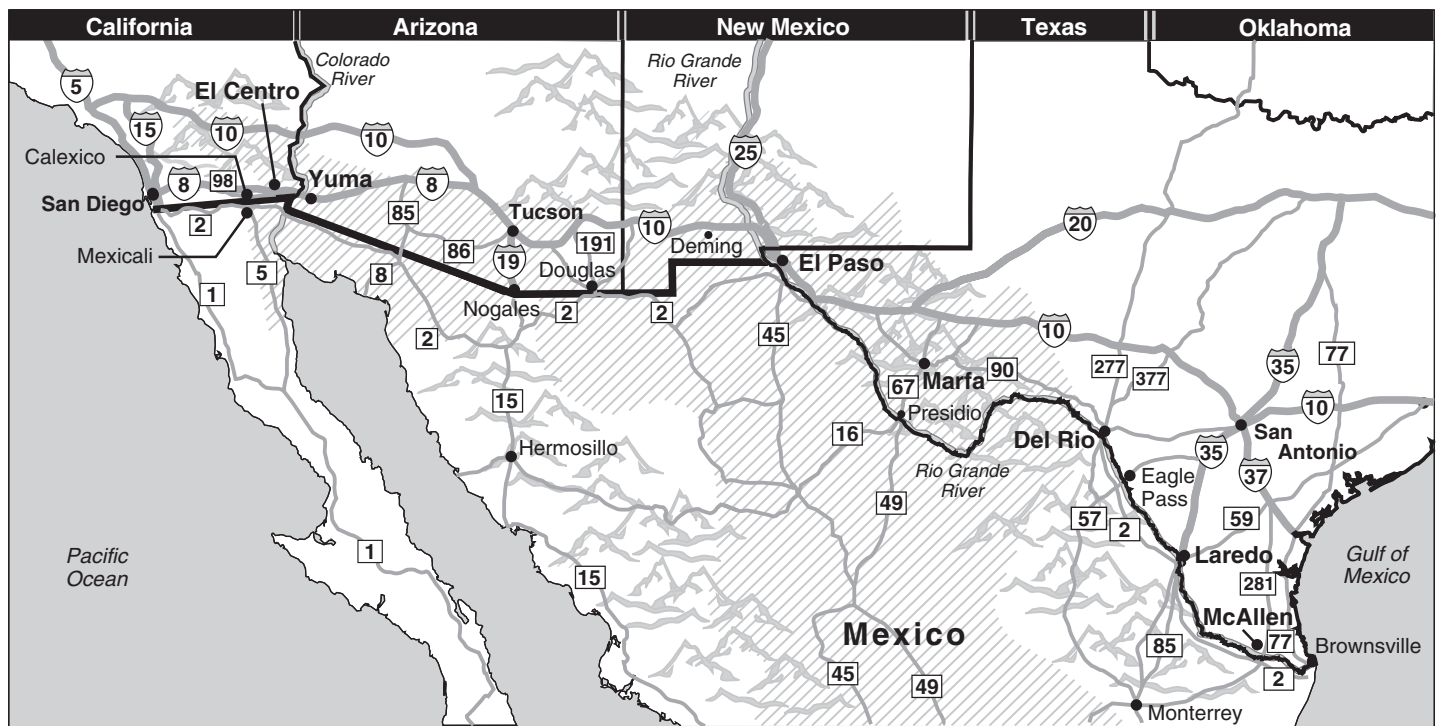 California Arizona New Mexico Texas Oklahoma
Colorado
River
Rio Grande
River
5
El Centro
15
10
10
25
Calexico
8
98
Yuma
8
San Diego
2
85
Tucson
20
Mexicali
86
191
10
Deming
5
8
19
Douglas
El Paso
1
Nogales
2
2
2
45
10
277
377
35
77
67
Marfa
90
15
Presidio
10
16
Del Rio
San
Antonio
Hermosillo
35
Rio Grande
River
Eagle
Pass
37
49
57
2
59
Pacific
Ocean
1
Laredo
Gulf of
Mexico
15
281
McAllen
Mexico
85
77
Brownsville
45
49
2
Monterrey